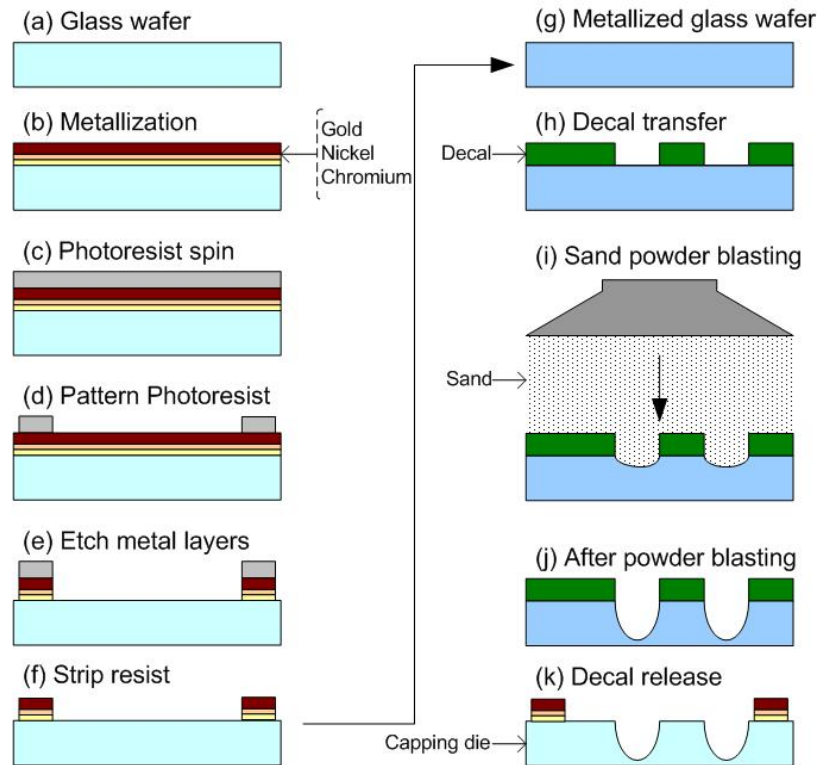 (a) Glass wafer
(b) Metallization
Gold
Nickel
Chromium
(c) Photoresist spin
(d) Pattern Photoresist
(e) Etch metal layers
(f) Strip resist
(g) Metallized glass wafer
(h) Decal transfer
Decal
(i) Sand powder blasting
Sand
(j) After powder blasting
(k) Decal release
Capping die